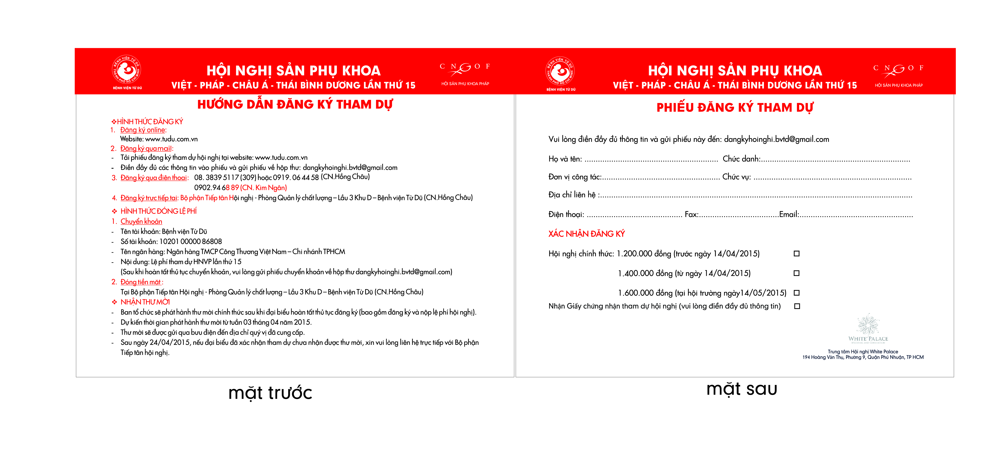 BỆNH VIỆN TỪ DŨ
THÀNH PHỐ HỒ CHÍ MINH
BỆNH VIỆN TỪ DŨ
HỘI NGHỊ SẢN PHỤ KHOA
VIỆT - PHÁP - CHÂU Á - THÁI BÌNH DƯƠNG LẦN THỨ 15
CNGOF
HỘI SẢN PHỤ KHOA PHÁP
HƯỚNG DẪN ĐĂNG KÝ THAM DỰ
❖HÌNH THỨC ĐĂNG KÝ
1. Đăng ký online:
Website: www.tudu.com.vn
2. Đăng ký qua mail:
- Tải phiếu đăng ký tham dự hội nghị tại website: www.tudu.com.vn
- Điền đầy đủ các thông tin vào phiếu và gửi phiếu về hộp thư: dangkyhoinghi.bvtd@gmail.com
3. Đăng ký qua điện thoại: 08. 3839 5117 (309) hoặc 0919. 06 44 58 (CN.Hồng Châu)
0902.94 68 89 (CN. Kim Ngân)
4. Đăng ký trực tiếp tại: Bộ phận Tiếp tân Hội nghị - Phòng Quản lý chất lượng – Lầu 3 Khu D – Bệnh viện Từ Dũ (CN.Hồng Châu)
❖ HÌNH THỨC ĐÓNG LỆ PHÍ
1. Chuyển khoản
- Tên tài khoản: Bệnh viện Từ Dũ
- Số tài khoản: 10201 00000 86808
- Tên ngân hàng: Ngân hàng TMCP Công Thương Việt Nam – Chi nhánh TPHCM
- Nội dung: Lệ phí tham dự HNVP lần thứ 15
(Sau khi hoàn tất thủ tục chuyển khoản, vui lòng gửi phiếu chuyển khoản về hộp thư dangkyhoinghi.bvtd@gmail.com)
2. Đóng tiền mặt :
Tại Bộ phận Tiếp tân Hội nghị - Phòng Quản lý chất lượng – Lầu 3 Khu D – Bệnh viện Từ Dũ (CN.Hồng Châu)
❖ NHẬN THƯ MỜI
- Ban tổ chức sẽ phát hành thư mời chính thức sau khi đại biểu hoàn tất thủ tục đăng ký (bao gồm đăng ký và nộp lệ phí hội nghị).
- Dự kiến thời gian phát hành thư mời từ tuần 03 tháng 04 năm 2015.
- Thư mời sẽ được gửi qua bưu điện đến địa chỉ quý vị đã cung cấp.
- Sau ngày 24/04/2015, nếu đại biểu đã xác nhận tham dự chưa nhận được thư mời, xin vui lòng liên hệ trực tiếp với Bộ phận
Tiếp tân hội nghị.
mặt trước
BỆNH VIỆN TỪ DŨ
THÀNH PHỐ HỒ CHÍ MINH
BỆNH VIỆN TỪ DŨ
HỘI NGHỊ SẢN PHỤ KHOA
VIỆT - PHÁP - CHÂU Á - THÁI BÌNH DƯƠNG LẦN THỨ 15
CNGOF
HỘI SẢN PHỤ KHOA PHÁP
PHIẾU ĐĂNG KÝ THAM DỰ
Vui lòng điền đầy đủ thông tin và gửi phiếu này đến: dangkyhoinghi.bvtd@gmail.com
Họ và tên: ............................................................ Chức danh:...................................................................
Đơn vị công tác:..................................................... Chức vụ: .......................................................................
Địa chỉ liên hệ :............................................................................................................................................
Điện thoại: ........................................... Fax:....................................Email:...................................................
XÁC NHẬN ĐĂNG KÝ
Hội nghị chính thức: 1.200.000 đồng (trước ngày 14/04/2015) ☐
1.400.000 đồng (từ ngày 14/04/2015) ☐
1.600.000 đồng (tại hội trường ngày14/05/2015) ☐
Nhận Giấy chứng nhận tham dự hội nghị (vui lòng điền đầy đủ thông tin) ☐
WHITE PALACE
WEDDING AND CONVENTION
Trung tâm Hội nghị White Palace
194 Hoàng Văn Thụ, Phường 9, Quận Phú Nhuận, TP HCM
mặt sau